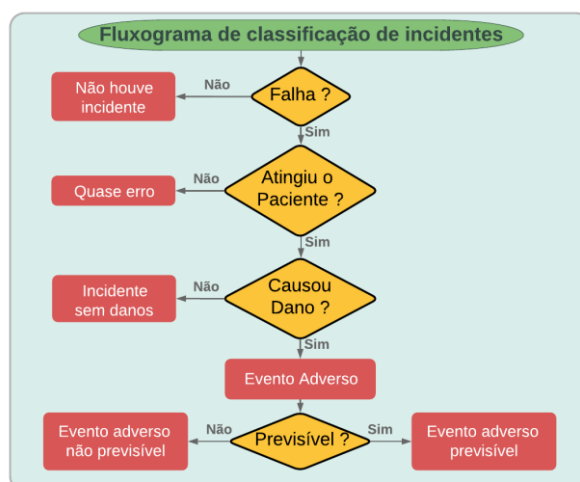 Fluxograma de classificação de incidentes
Não houve
incidente
Não
Falha ?
Sim
Quase erro
Não
Atingiu o
Paciente ?
Sim
Incidente
sem danos
Não
Causou
Dano ?
Sim
Evento Adverso
Evento adverso
não previsível
Não
Previsível ?
Sim
Evento adverso
previsível